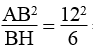 AB²/BH = 12²/6